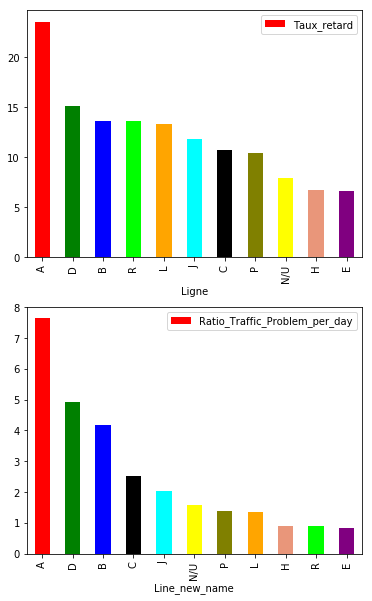 Taux_retard
20
15
10
5
0
A D B R L J C P N/U H E
Ligne
8
Ratio_Traffic_Problem_per_day
7
6
5
4
3
2
1
0
A D B C J N/U P L H R E
Line_new_name